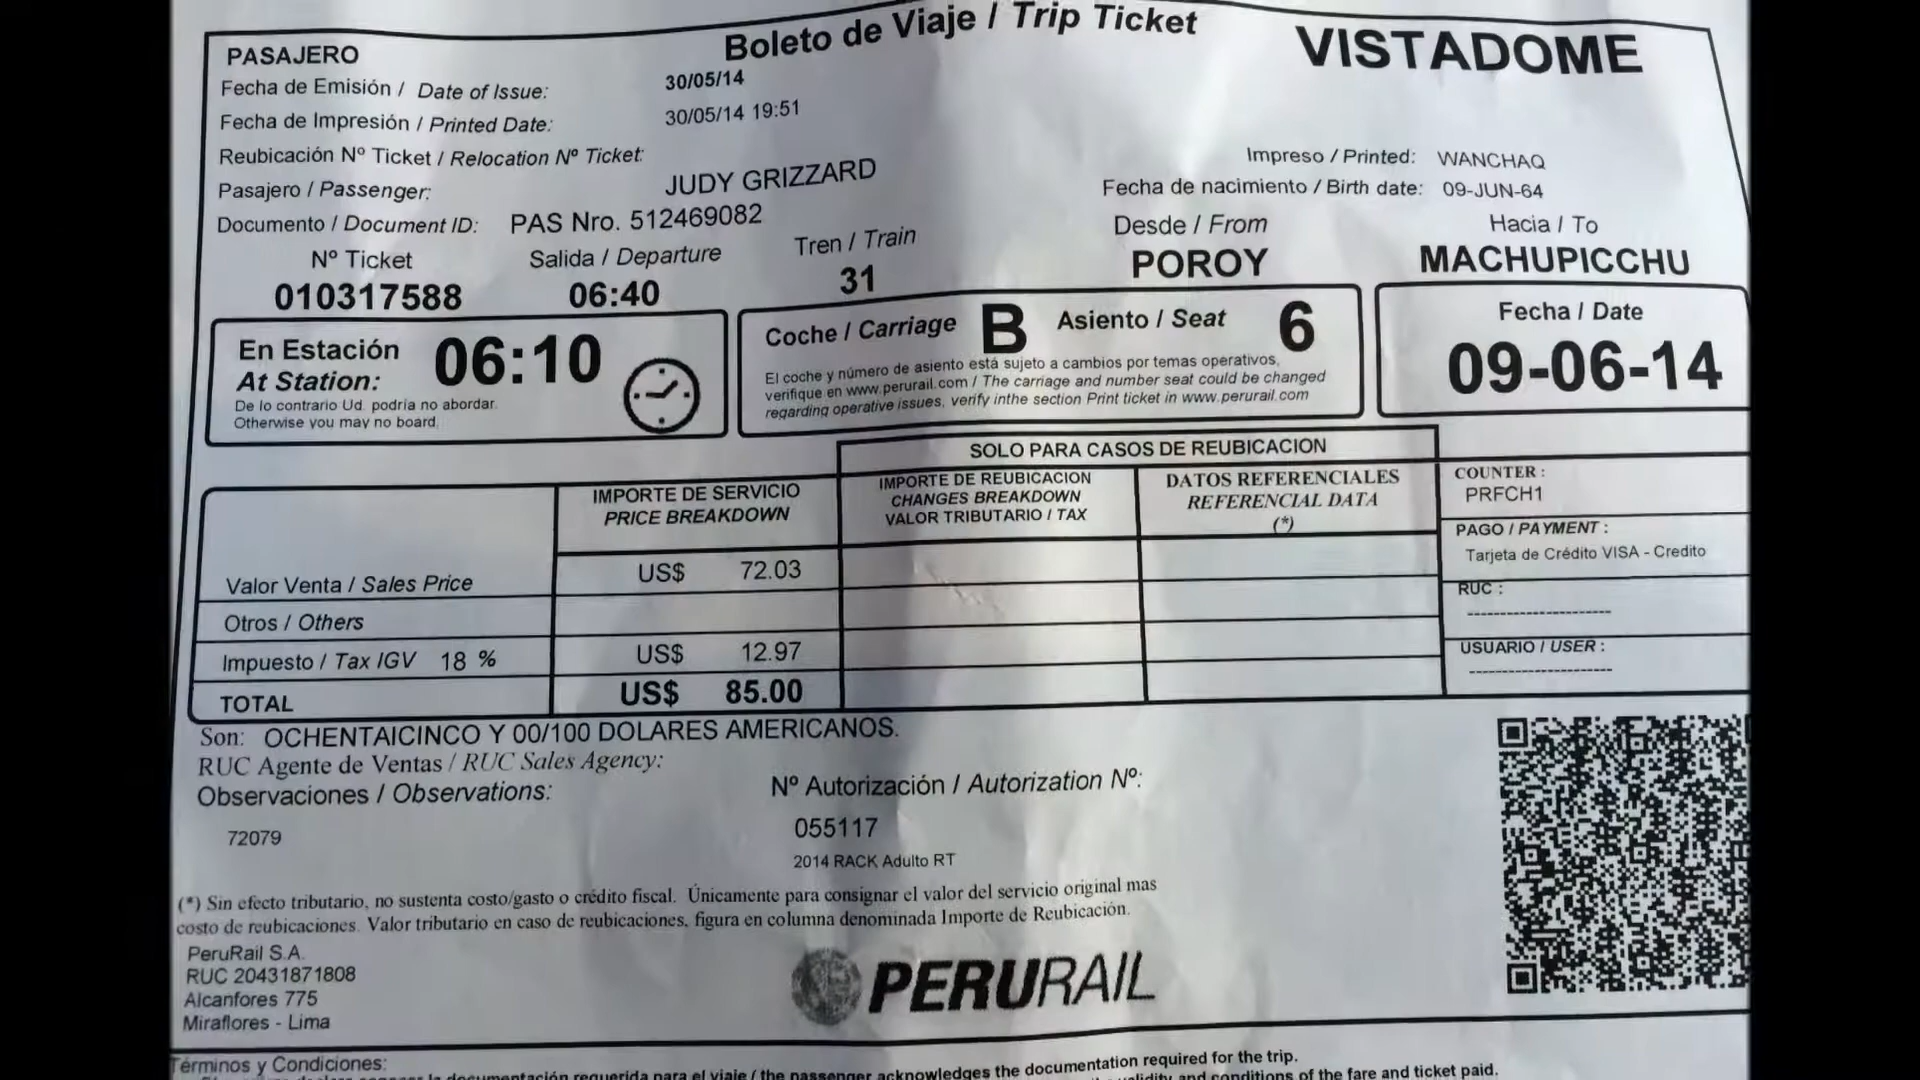 Boleto de Viaje / Trip Ticket
VISTADOME
PASAJERO
Fecha de Emisión / Date of Issue: 30/05/14
Fecha de Impresión / Printed Date: 30/05/14 19:51
Reubicación Nº Ticket / Relocation Nº Ticket:
Impreso / Printed: WANCHAQ
Pasajero / Passenger: JUDY GRIZZARD
Fecha de nacimiento / Birth date: 09-JUN-64
Documento / Document ID: PAS Nro. 512469082
Nº Ticket Salida / Departure Tren / Train Desde / From Hacia / To
010317588 06:40 31 POROY MACHUPICCHU
En Estación
At Station: 06:10
De lo contrario Ud. podria no abordar.
Otherwise you may no board.
Coche / Carriage B Asiento / Seat 6
El coche y número de asiento está sujeto a cambios por temas operativos,
verifique en www.perurail.com / The carriage and number seat could be changed
regarding operative issues, verify inthe section Print ticket in www.perurail.com
Fecha / Date
09-06-14
SOLO PARA CASOS DE REUBICACION
IMPORTE DE SERVICIO
PRICE BREAKDOWN
IMPORTE DE REUBICACION
CHANGES BREAKDOWN
VALOR TRIBUTARIO / TAX
DATOS REFERENCIALES
REFERENCIAL DATA
(*)
COUNTER :
PRFCH1
PAGO / PAYMENT :
Tarjeta de Crédito VISA - Credito
RUC :
--------------------
USUARIO / USER :
--------------------
Valor Venta / Sales Price US$ 72.03
Otros / Others
Impuesto / Tax IGV 18 % US$ 12.97
TOTAL US$ 85.00
Son: OCHENTAICINCO Y 00/100 DOLARES AMERICANOS.
RUC Agente de Ventas / RUC Sales Agency:
Observaciones / Observations:
72079
Nº Autorización / Autorization Nº:
055117
2014 RACK Adulto RT
(*) Sin efecto tributario, no sustenta costo/gasto o crédito fiscal. Únicamente para consignar el valor del servicio original mas
costo de reubicaciones. Valor tributario en caso de reubicaciones, figura en columna denominada Importe de Reubicación.
PeruRail S.A.
RUC 20431871808
Alcanfores 775
Miraflores - Lima
PERURAIL
Términos y Condiciones:
la documentación requerida para el viaje / the passenger acknowledges the documentation required for the trip.
validity and conditions of the fare and ticket paid.